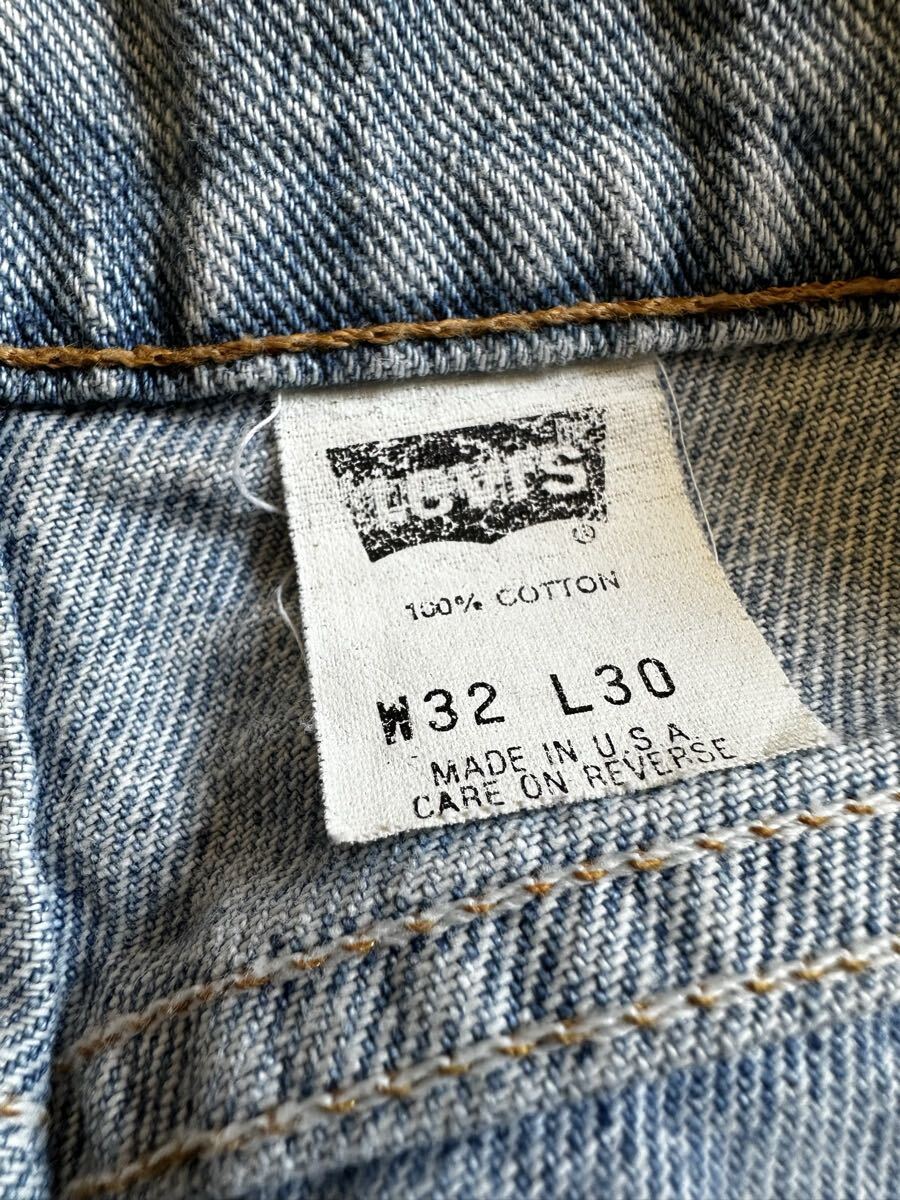 LEVI'S
®
100% COTTON
W32 L30
MADE IN U.S.A.
CARE ON REVERSE